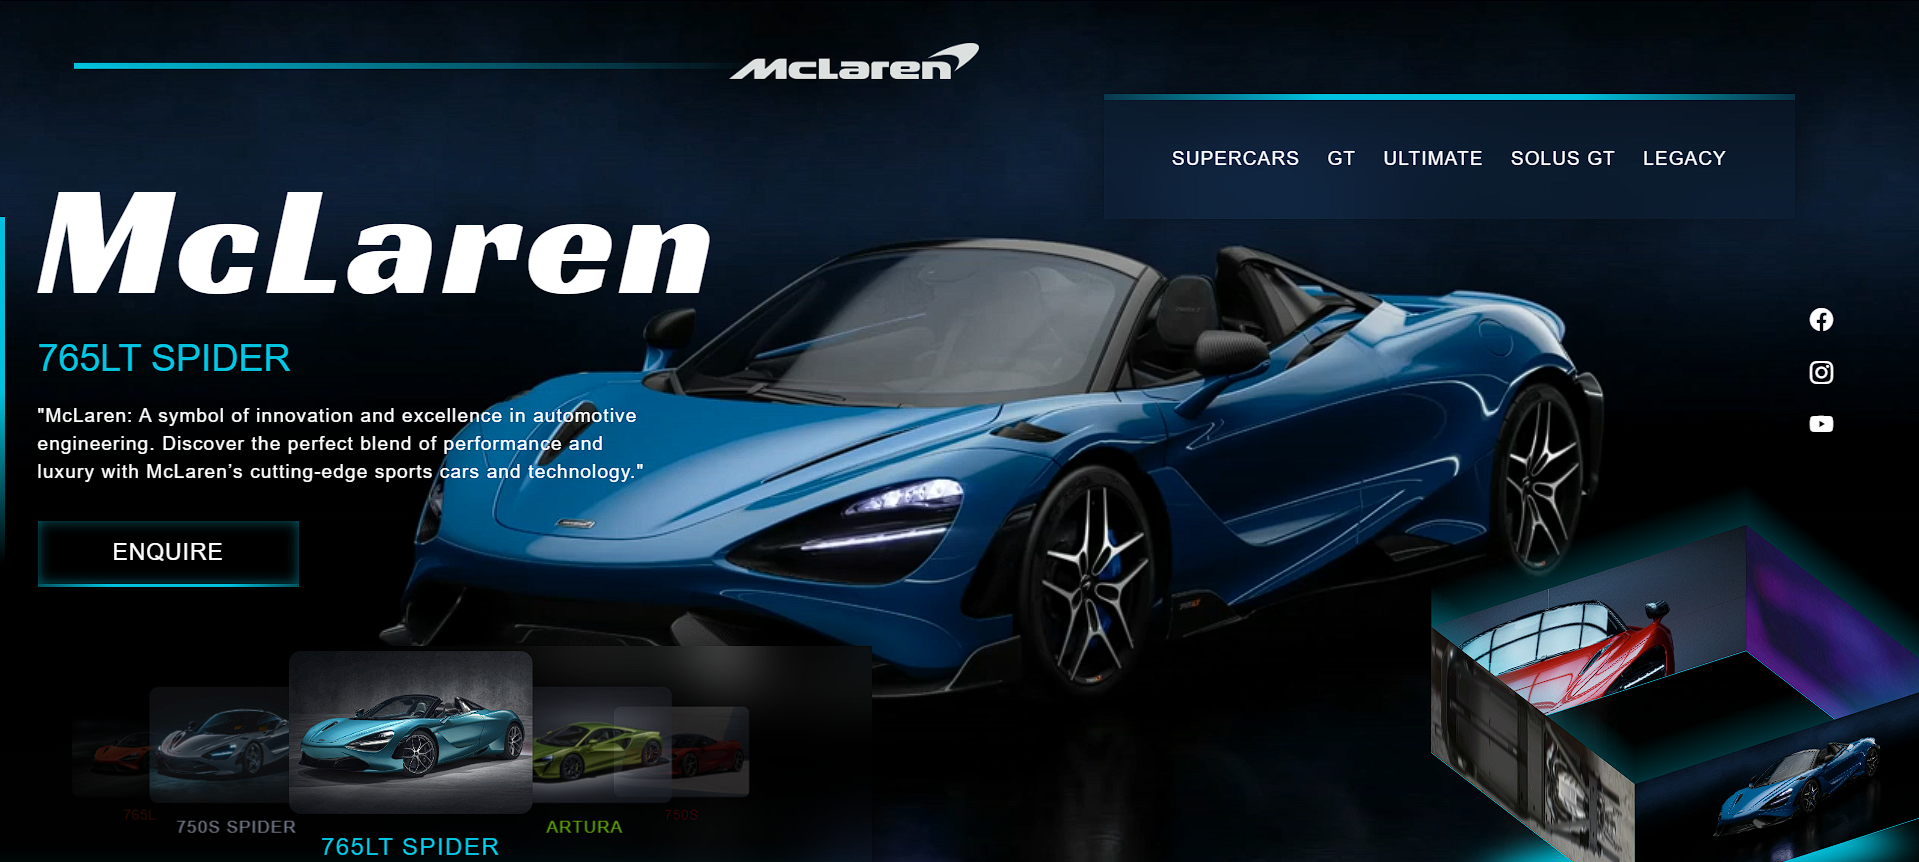 McLaren
SUPERCARS GT ULTIMATE SOLUS GT LEGACY
McLaren
765LT SPIDER
"McLaren: A symbol of innovation and excellence in automotive
engineering. Discover the perfect blend of performance and
luxury with McLaren’s cutting-edge sports cars and technology."
ENQUIRE
765L
750S SPIDER
765LT SPIDER
ARTURA
750S